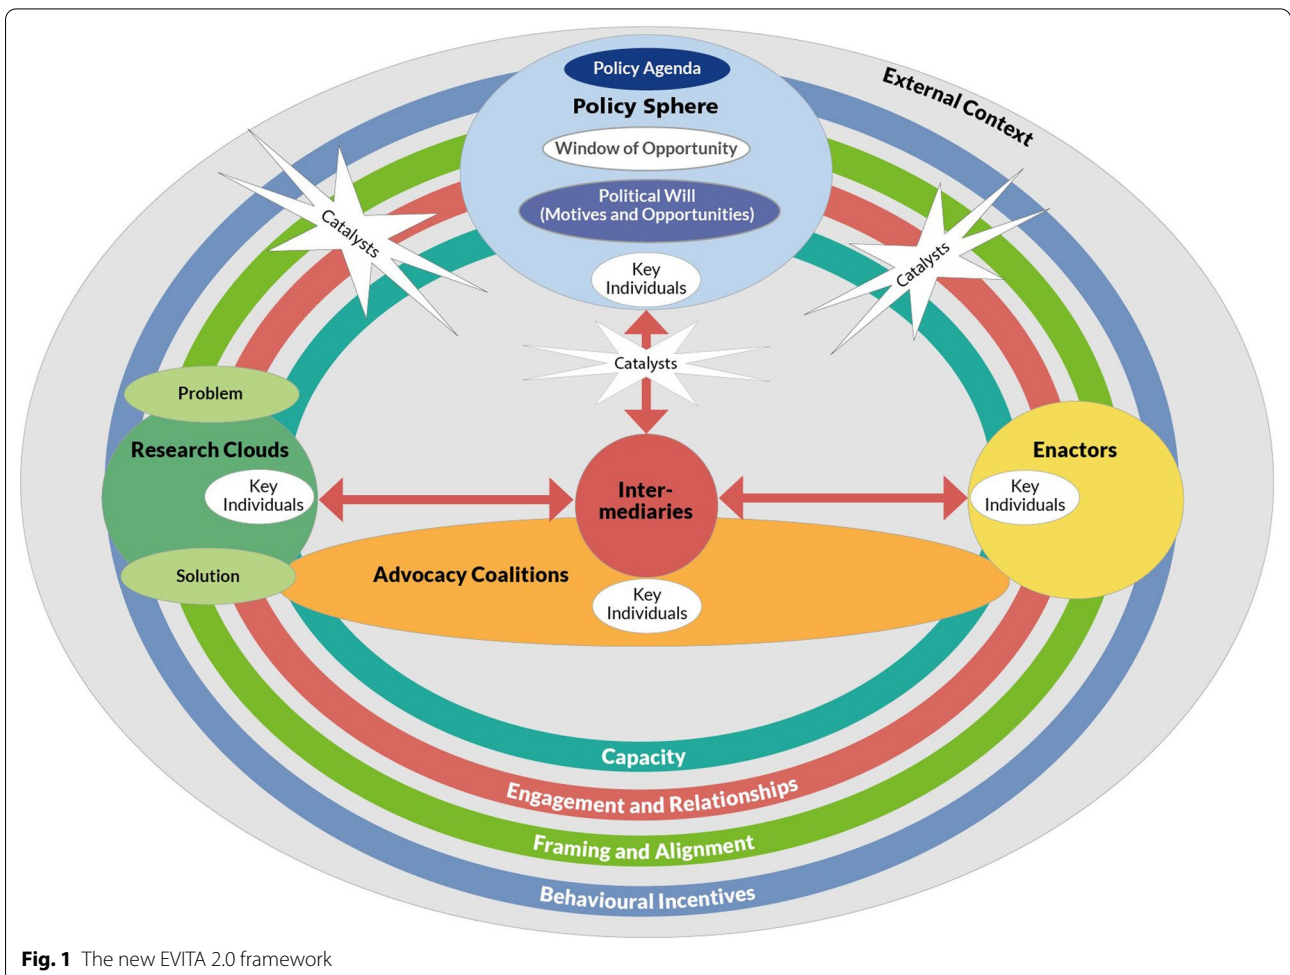 Policy Agenda
Policy Sphere
External Context
Window of Opportunity
Political Will
(Motives and Opportunities)
Catalysts
Catalysts
Key
Individuals
Catalysts
Problem
Research Clouds
Key
Individuals
Solution
Inter-
mediaries
Enactors
Key
Individuals
Advocacy Coalitions
Key
Individuals
Capacity
Engagement and Relationships
Framing and Alignment
Behavioural Incentives
Fig. 1 The new EVITA 2.0 framework